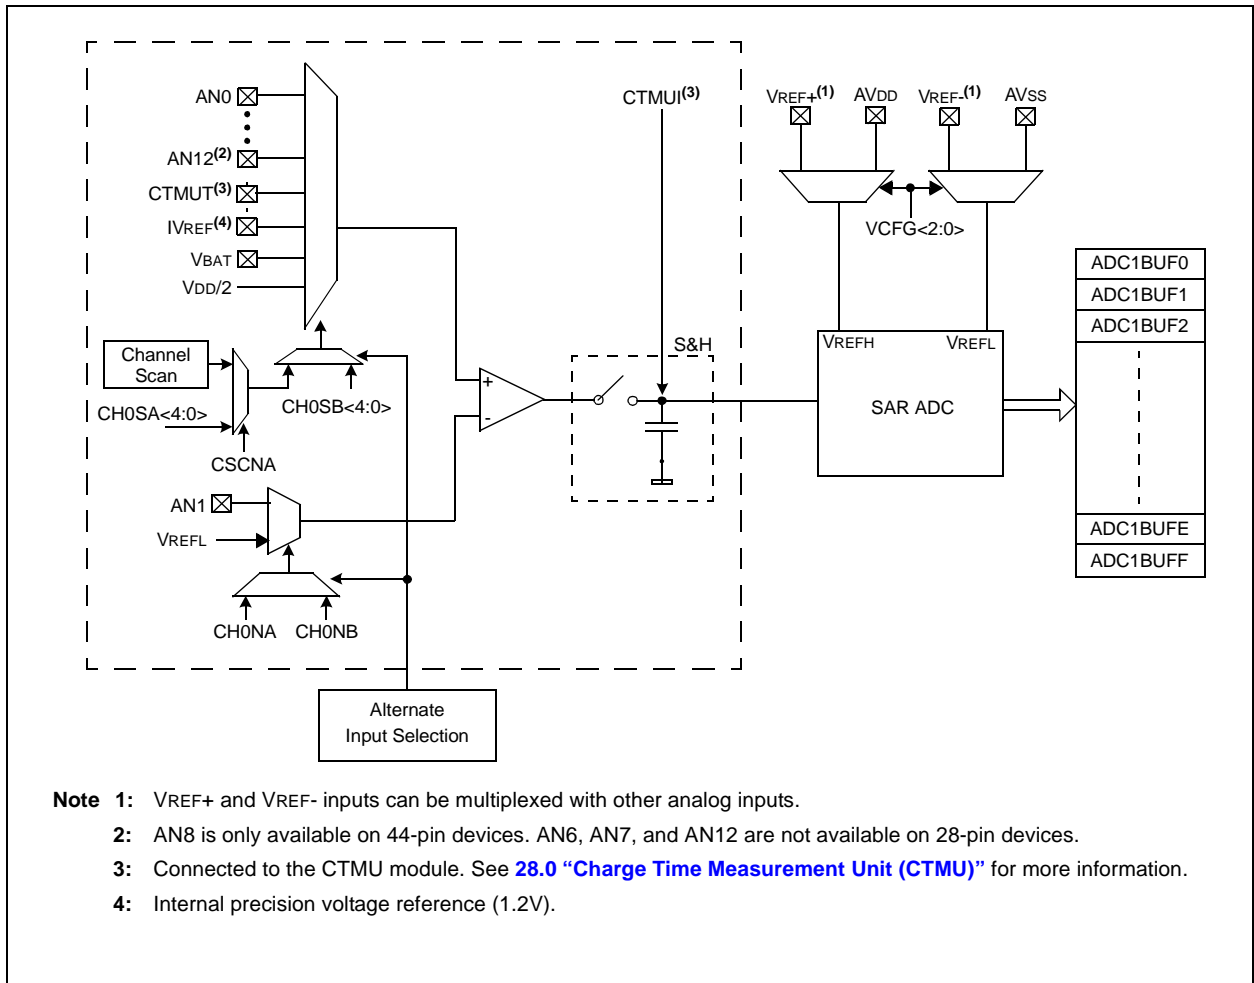 AN0
AN12(2)
CTMUT(3)
IVREF(4)
VBAT
VDD/2
Channel
Scan
CH0SA<4:0>
CSCNA
CH0SB<4:0>
AN1
VREFL
CH0NA
CH0NB
Alternate
Input Selection
+
-
CTMUI(3)
S&H
VREF+(1)
AVDD
VREF-(1)
AVSS
VCFG<2:0>
VREFH
VREFL
SAR ADC
ADC1BUF0
ADC1BUF1
ADC1BUF2
ADC1BUFE
ADC1BUFF
Note 1: VREF+ and VREF- inputs can be multiplexed with other analog inputs.
2: AN8 is only available on 44-pin devices. AN6, AN7, and AN12 are not available on 28-pin devices.
3: Connected to the CTMU module. See 28.0 “Charge Time Measurement Unit (CTMU)” for more information.
4: Internal precision voltage reference (1.2V).